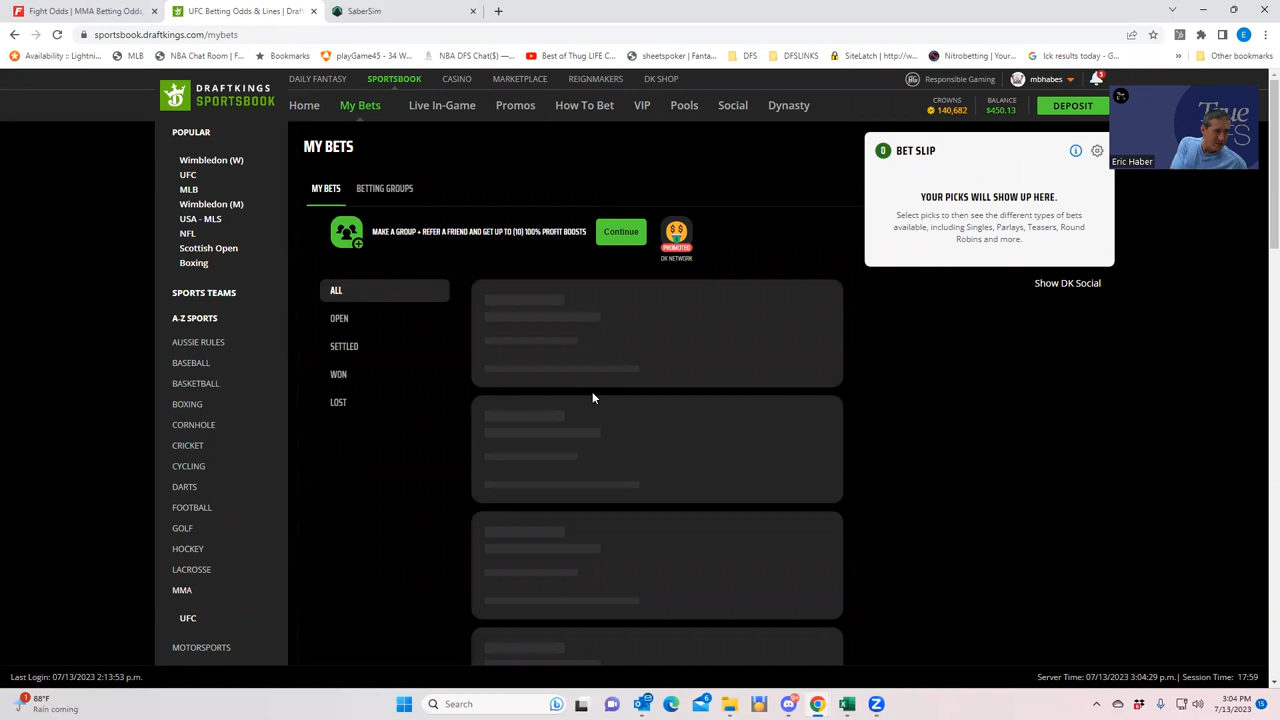 Fight Odds | MMA Betting Odds
UFC Betting Odds & Lines | Draft
SaberSim
sportsbook.draftkings.com/mybets
Availability :: Lightni...
MLB
NBA Chat Room / F...
Bookmarks
playGame45 - 34 W...
NBA DFS Chat($) —...
Best of Thug LIFE C...
sheetspoker | Fanta...
DFS
DFSLINKS
SiteLatch | http://w...
Nitrobetting | Your...
Ick results today - G...
Other bookmarks
DRAFTKINGS
SPORTSBOOK
DAILY FANTASY
SPORTSBOOK
CASINO
MARKETPLACE
REIGNMAKERS
DK SHOP
Responsible Gaming
mbhabes
5
Home
My Bets
Live In-Game
Promos
How To Bet
VIP
Pools
Social
Dynasty
CROWNS
140,682
BALANCE
$450.13
DEPOSIT
True
Eric Haber
POPULAR
Wimbledon (W)
UFC
MLB
Wimbledon (M)
USA - MLS
NFL
Scottish Open
Boxing
SPORTS TEAMS
A-Z SPORTS
AUSSIE RULES
BASEBALL
BASKETBALL
BOXING
CORNHOLE
CRICKET
CYCLING
DARTS
FOOTBALL
GOLF
HOCKEY
LACROSSE
MMA
UFC
MOTORSPORTS
MY BETS
MY BETS
BETTING GROUPS
MAKE A GROUP + REFER A FRIEND AND GET UP TO (10) 100% PROFIT BOOSTS
Continue
PROMOTED
DK NETWORK
ALL
OPEN
SETTLED
WON
LOST
0
BET SLIP
YOUR PICKS WILL SHOW UP HERE.
Select picks to then see the different types of bets
available, including Singles, Parlays, Teasers, Round
Robins and more.
Show DK Social
Last Login: 07/13/2023 2:13:53 p.m.
Server Time: 07/13/2023 3:04:29 p.m.| Session Time: 17:59
88°F
Rain coming
Search
3:04 PM
7/13/2023